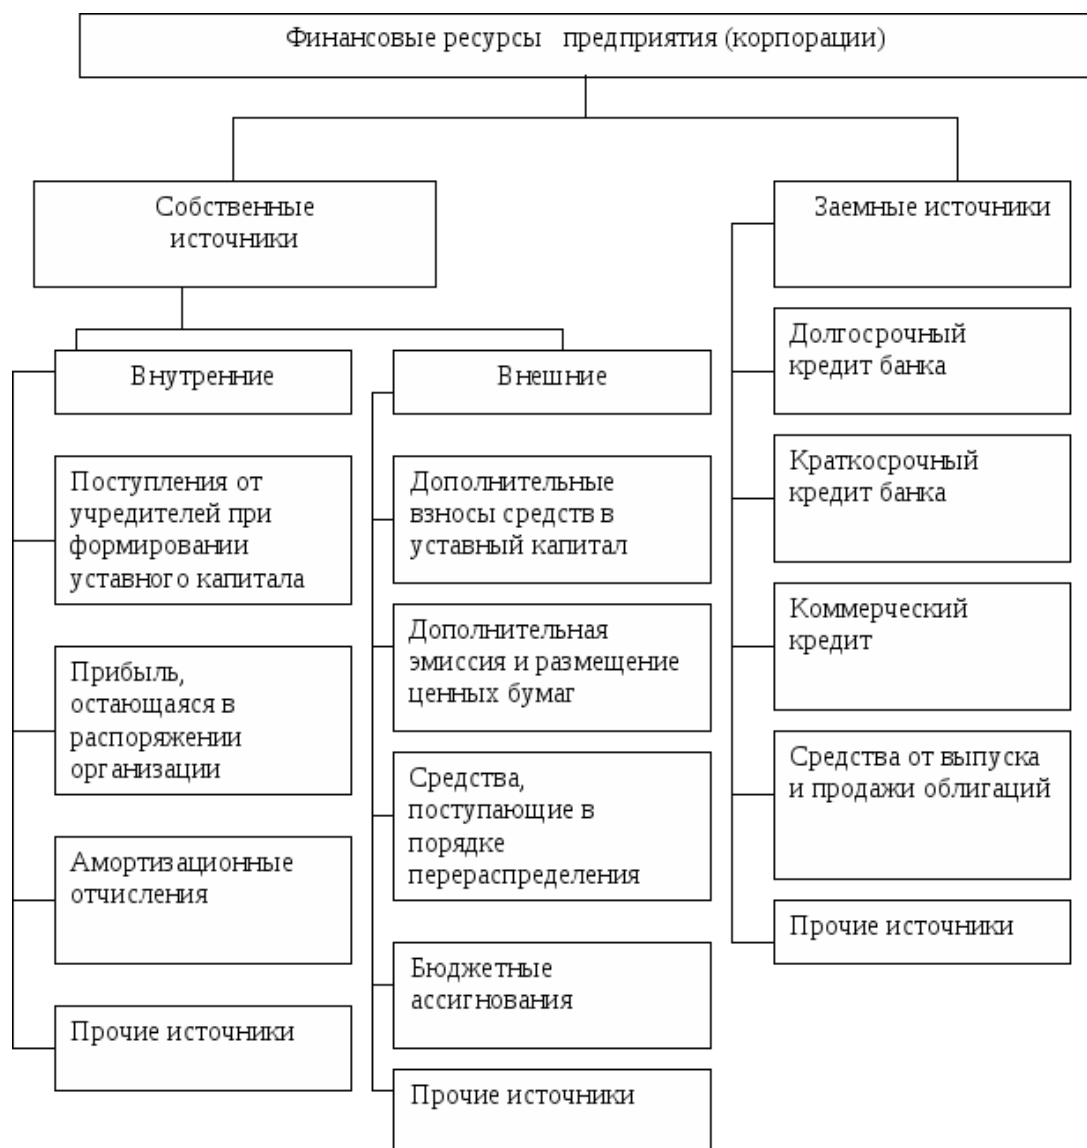 Финансовые ресурсы предприятия (корпорации)
Собственные
источники
Заемные источники
Внутренние
Поступления от
учредителей при
формировании
уставного капитала
Прибыль,
остающаяся в
распоряжении
организации
Амортизационные
отчисления
Прочие источники
Внешние
Дополнительные
взносы средств в
уставный капитал
Дополнительная
эмиссия и размещение
ценных бумаг
Средства,
поступающие в
порядке
перераспределения
Бюджетные
ассигнования
Прочие источники
Долгосрочный
кредит банка
Краткосрочный
кредит банка
Коммерческий
кредит
Средства от выпуска
и продажи облигаций
Прочие источники